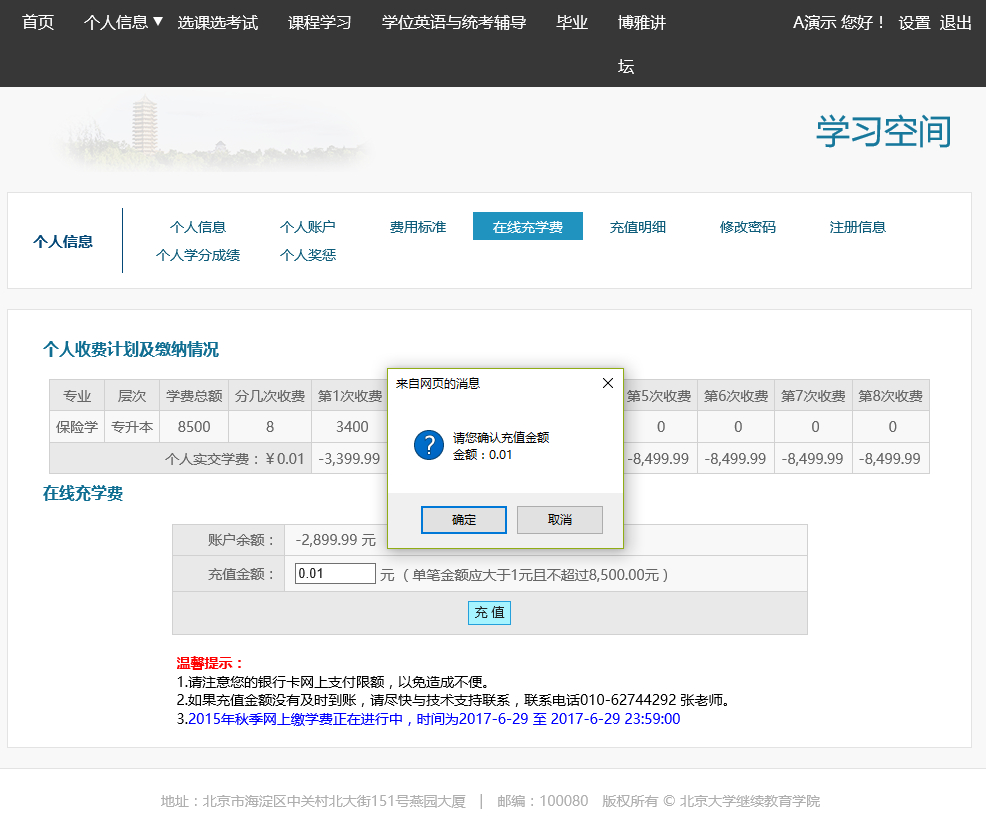 首页 个人信息▼ 选课选考试 课程学习 学位英语与统考辅导 毕业 博雅讲坛 A演示 您好！ 设置 退出
学习空间
个人信息
个人信息 个人账户 费用标准 在线充学费 充值明细 修改密码 注册信息
个人学分成绩 个人奖惩
个人收费计划及缴纳情况
专业 层次 学费总额 分几次收费 第1次收费 第5次收费 第6次收费 第7次收费 第8次收费
保险学 专升本 8500 8 3400 0 0 0 0
个人实交学费：￥0.01 -3,399.99 -8,499.99 -8,499.99 -8,499.99 -8,499.99
来自网页的消息
请您确认充值金额
金额：0.01
确定 取消
在线充学费
账户余额： -2,899.99 元
充值金额： 0.01 元（ 单笔金额应大于1元且不超过8,500.00元 ）
充 值
温馨提示：
1.请注意您的银行卡网上支付限额，以免造成不便。
2.如果充值金额没有及时到账，请尽快与技术支持联系，联系电话010-62744292 张老师。
3.2015年秋季网上缴学费正在进行中，时间为2017-6-29 至 2017-6-29 23:59:00
地址：北京市海淀区中关村北大街151号燕园大厦 | 邮编：100080 版权所有 © 北京大学继续教育学院